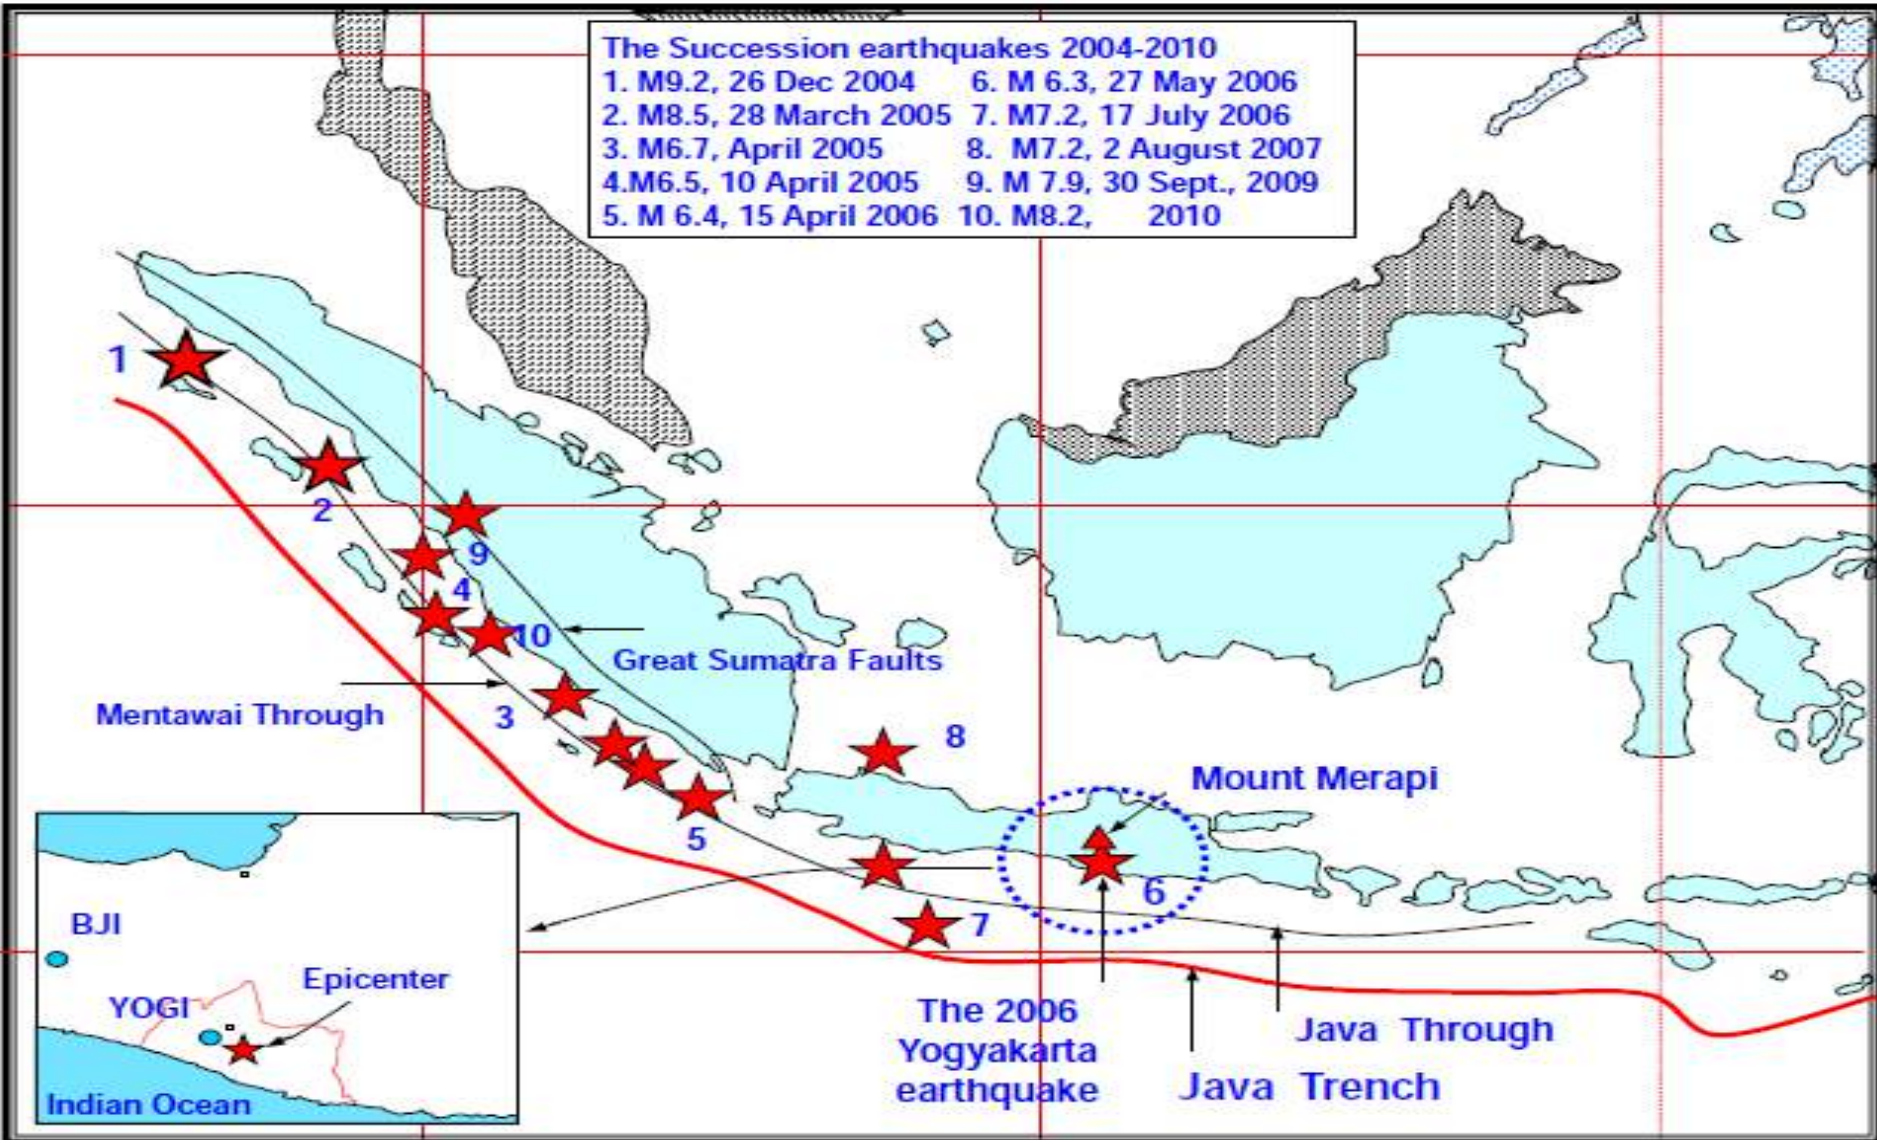 The Succession earthquakes 2004-2010
1. M9.2, 26 Dec 2004 6. M 6.3, 27 May 2006
2. M8.5, 28 March 2005 7. M7.2, 17 July 2006
3. M6.7, April 2005 8. M7.2, 2 August 2007
4.M6.5, 10 April 2005 9. M 7.9, 30 Sept., 2009
5. M 6.4, 15 April 2006 10. M8.2, 2010
1
2
9
4
10
Great Sumatra Faults
Mentawai Through
3
8
Mount Merapi
5
6
7
BJI
Epicenter
YOGI
Indian Ocean
The 2006
Yogyakarta
earthquake
Java Through
Java Trench